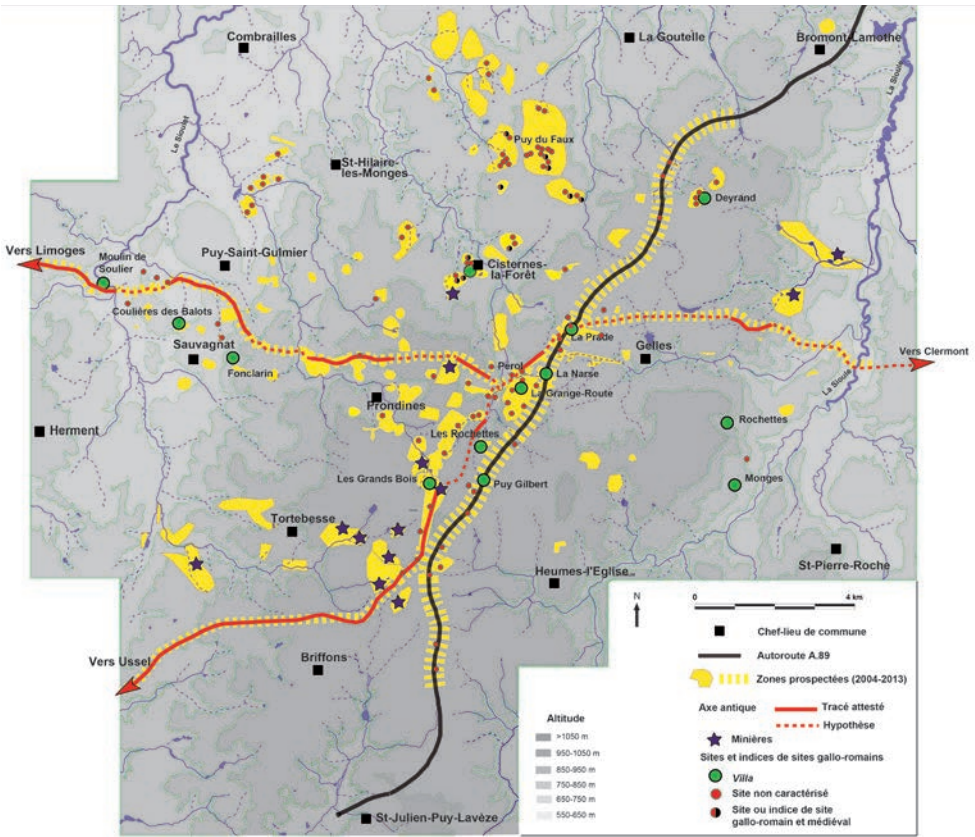 Combrailles
La Goutelle
Bromont-Lamothe
La Sioule
Le Sioulet
Puy du Faux
St-Hilaire-
les-Monges
Deyrand
Vers Limoges
Moulin de
Soulier
Puy-Saint-Gulmier
Cisternes-
la-Forêt
Coulières des Balots
La Prade
Sauvagnat
Gelles
Fonclarin
Pérol
La Narse
Vers Clermont
La Grange-Route
La Sioule
Prondines
Herment
Les Rochettes
Rochettes
Les Grands Bois
Puy Gilbert
Monges
Tortebesse
St-Pierre-Roche
Heumes-l'Eglise
N
0
4 km
Chef-lieu de commune
Vers Ussel
Briffons
Autoroute A.89
Zones prospectées (2004-2013)
Axe antique
Tracé attesté
Hypothèse
Minières
Sites et indices de sites gallo-romains
Villa
Site non caractérisé
Site ou indice de site
gallo-romain et médiéval
Altitude
>1050 m
950-1050 m
850-950 m
750-850 m
650-750 m
550-650 m
St-Julien-Puy-Lavèze